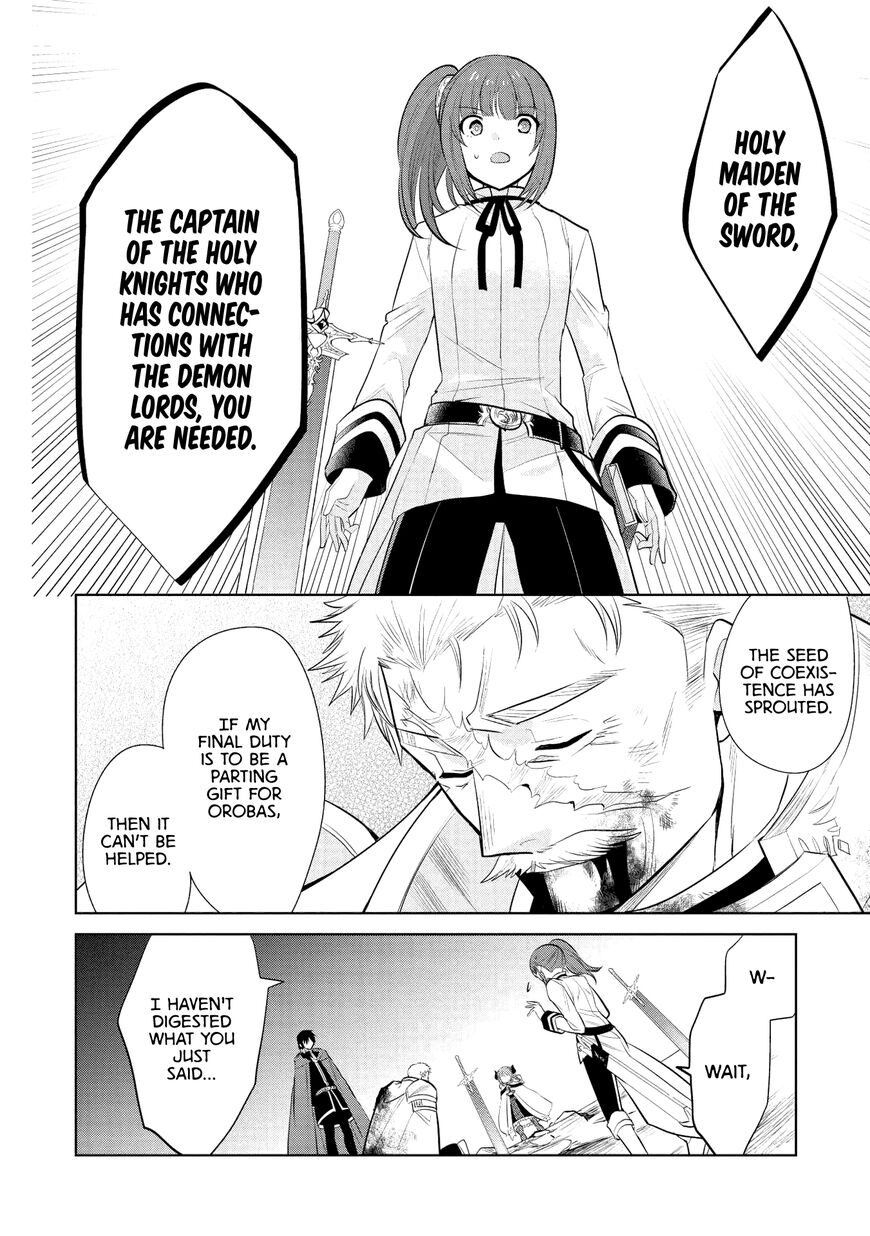 HOLY
MAIDEN
OF THE
SWORD,
THE CAPTAIN
OF THE HOLY
KNIGHTS WHO
HAS CONNEC-
TIONS WITH
THE DEMON
LORDS, YOU
ARE NEEDED.
THE SEED
OF COEXIS-
TENCE HAS
SPROUTED.
IF MY
FINAL DUTY
IS TO BE A
PARTING
GIFT FOR
OROBAS,
THEN IT
CAN'T BE
HELPED.
W-
WAIT,
I HAVEN'T
DIGESTED
WHAT YOU
JUST
SAID...